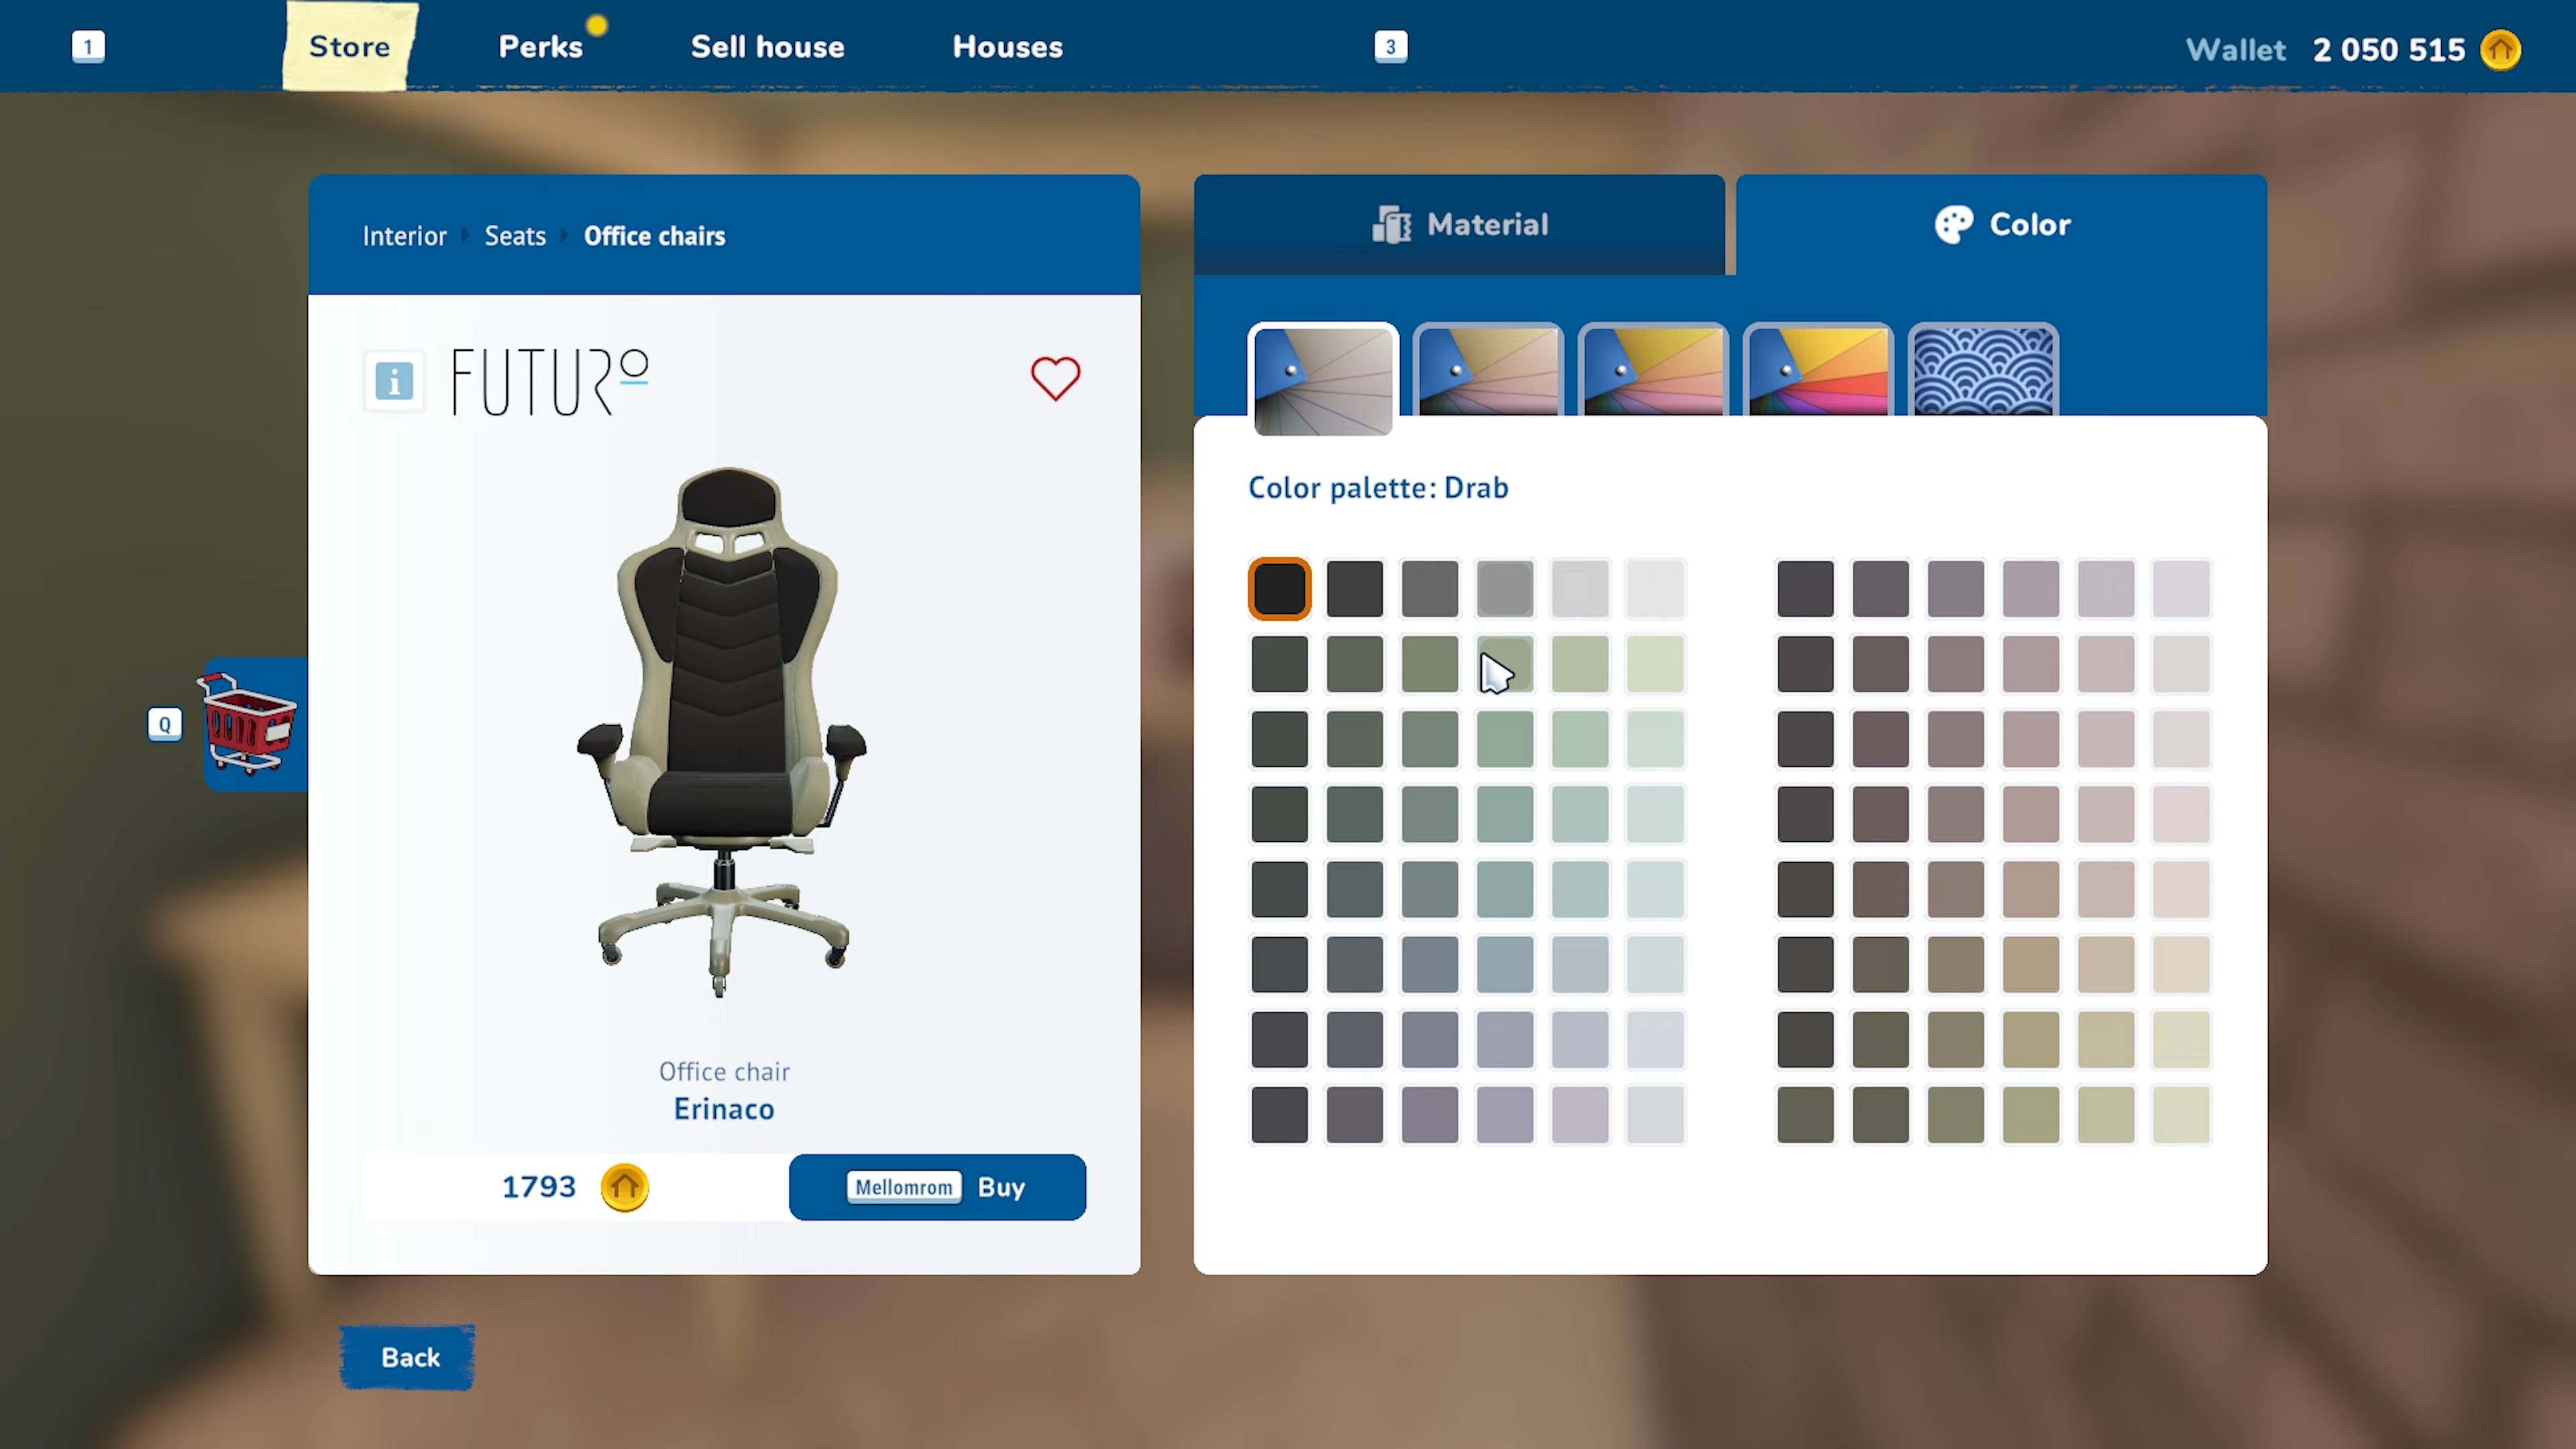 1
Store
Perks
Sell house
Houses
3
Wallet 2 050 515
Interior Seats Office chairs
Material
Color
i FUTURO
Color palette: Drab
Q
Office chair
Erinaco
1793
Mellomrom Buy
Back